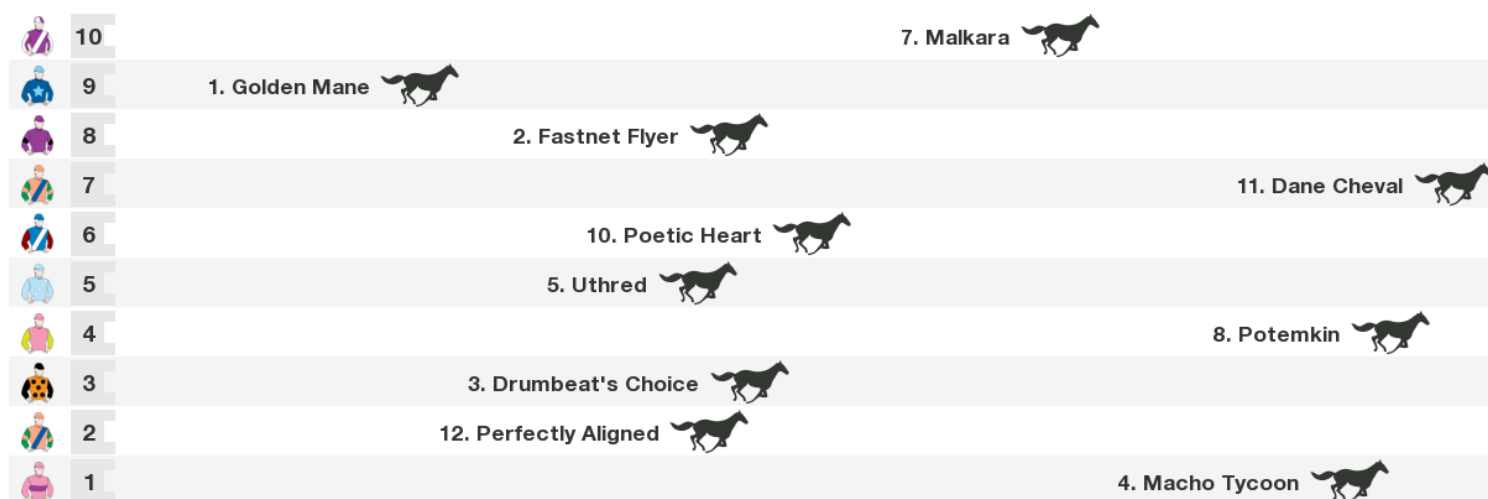 10 7. Malkara
9 1. Golden Mane
8 2. Fastnet Flyer
7 11. Dane Cheval
6 10. Poetic Heart
5 5. Uthred
4 8. Potemkin
3 3. Drumbeat's Choice
2 12. Perfectly Aligned
1 4. Macho Tycoon